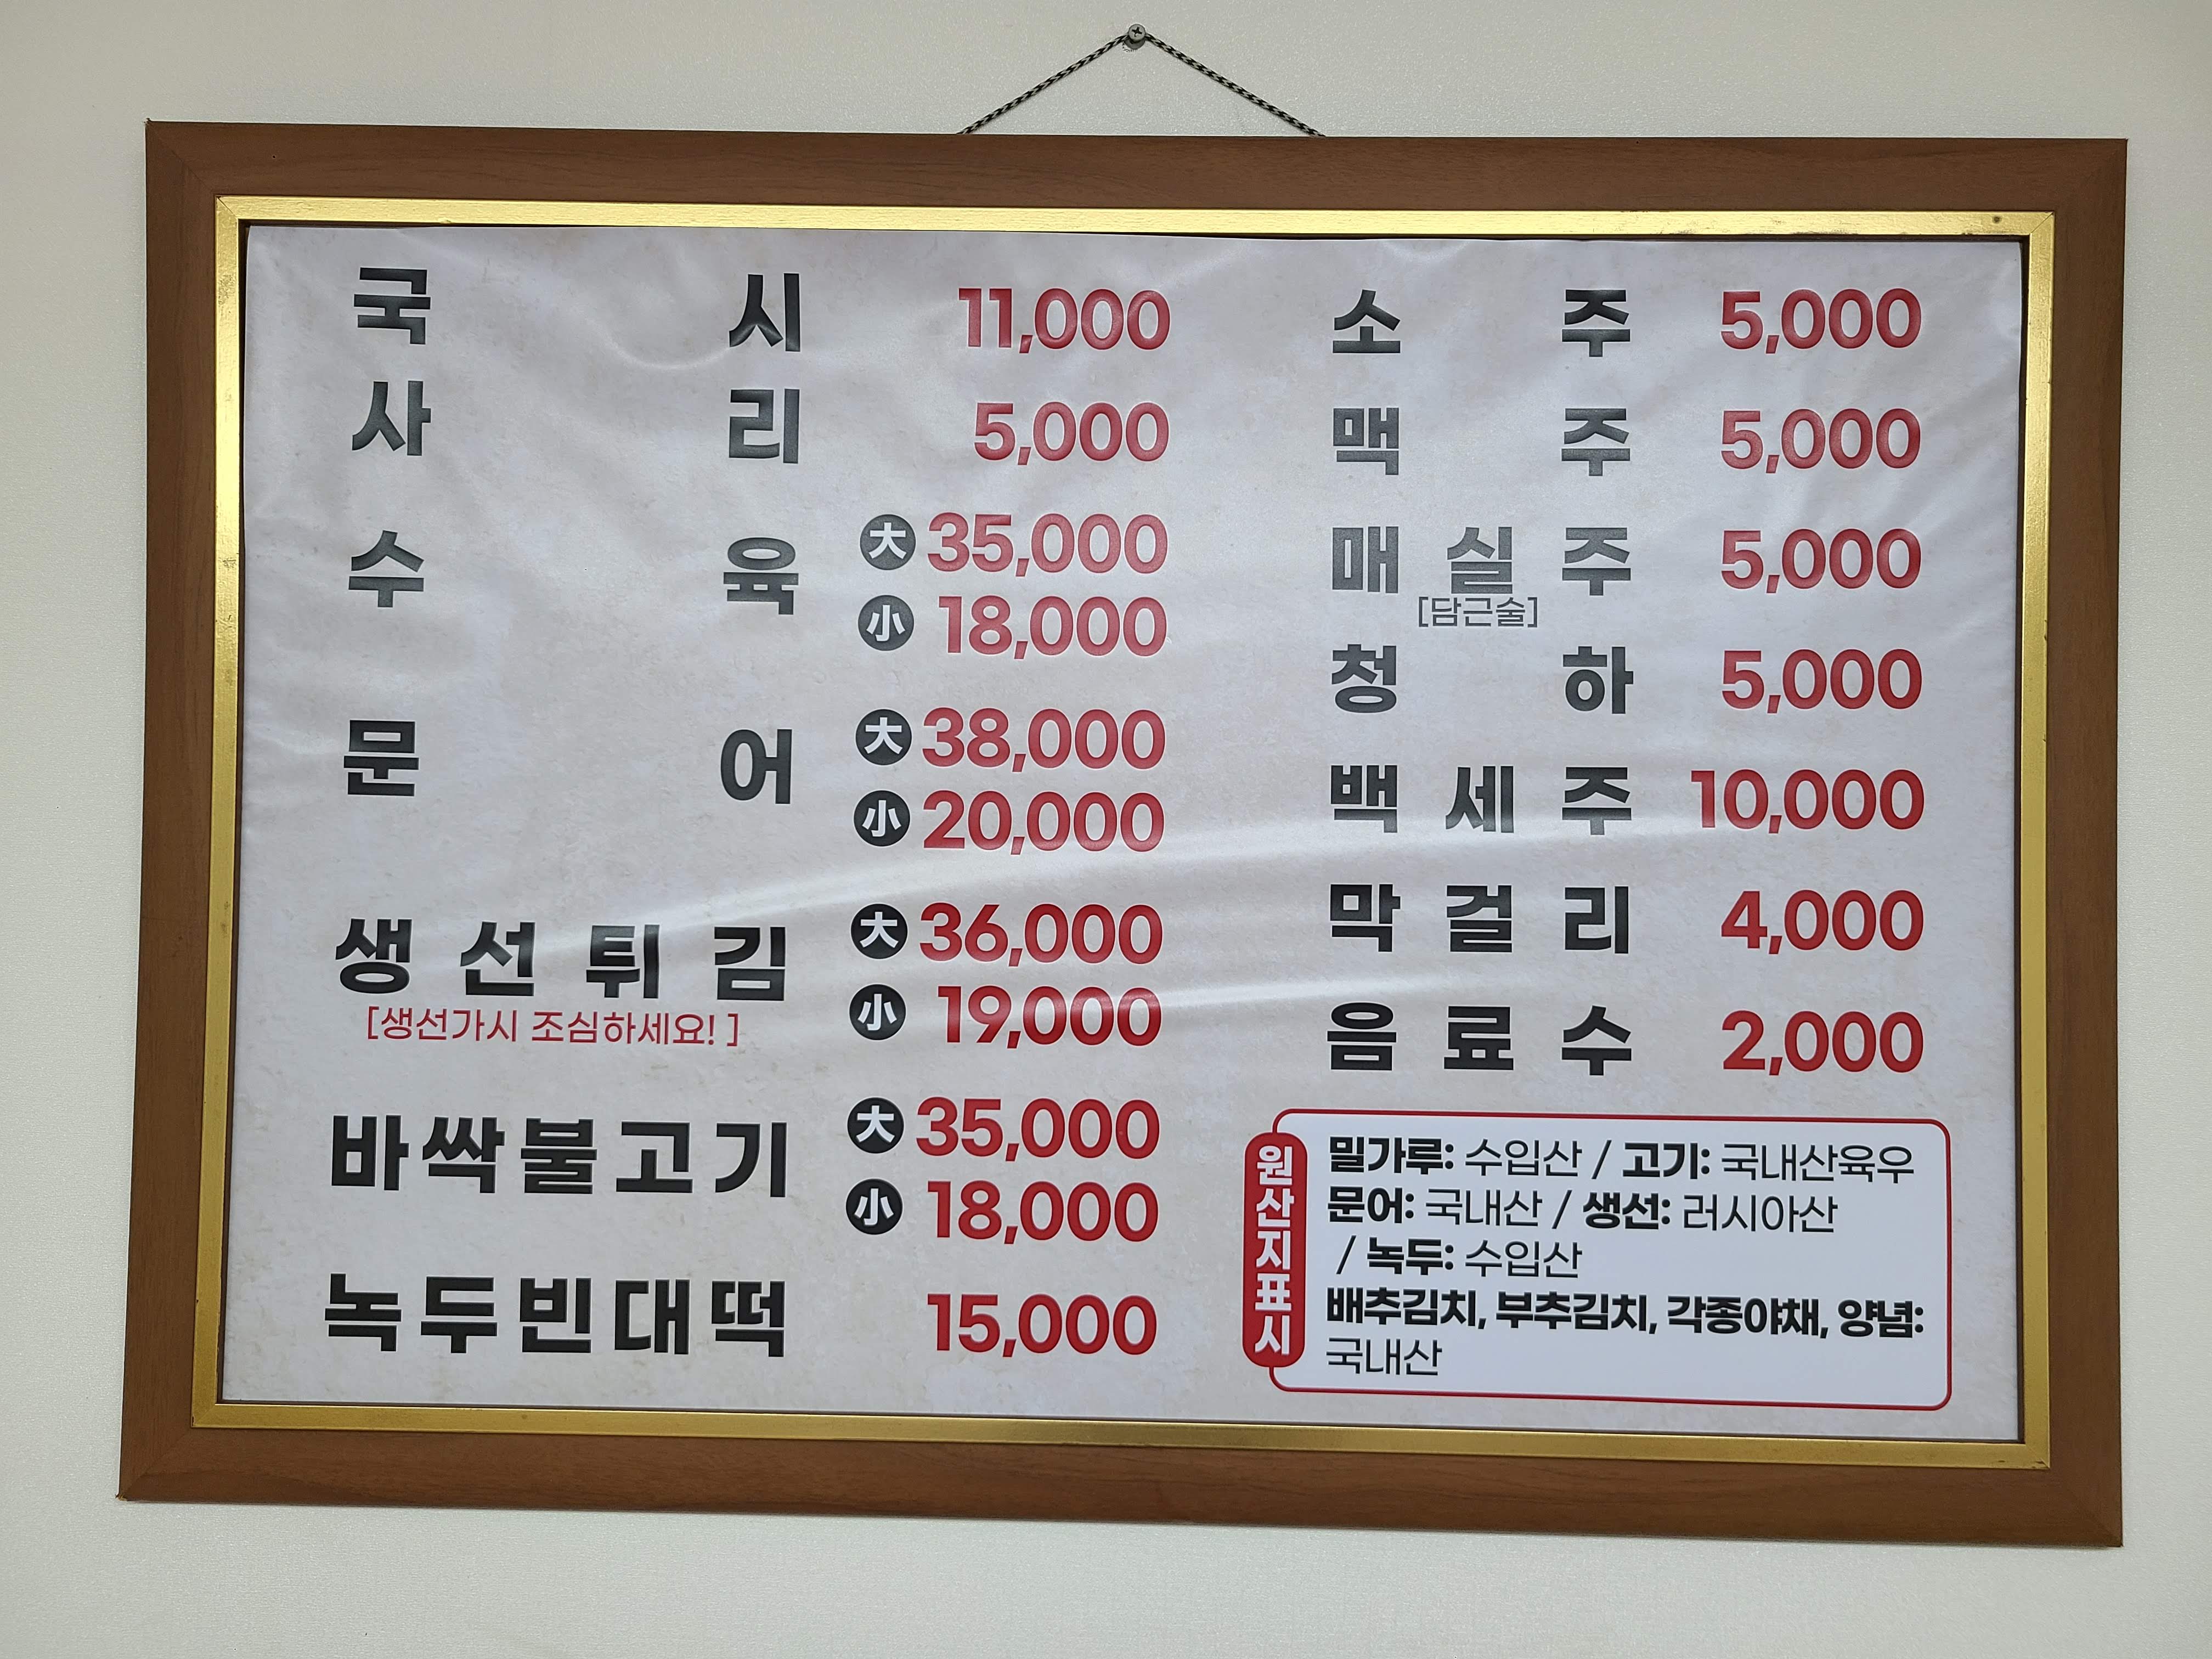 국시 11,000
사리 5,000
수육 大 35,000
小 18,000
문어 大 38,000
小 20,000
생선튀김 大 36,000
[생선가시 조심하세요! ] 小 19,000
바싹불고기 大 35,000
小 18,000
녹두빈대떡 15,000
소주 5,000
맥주 5,000
매실주 5,000
[담근술]
청하 5,000
백세주 10,000
막걸리 4,000
음료수 2,000
원산지표시
밀가루: 수입산 / 고기: 국내산육우
문어: 국내산 / 생선: 러시아산
/ 녹두: 수입산
배추김치, 부추김치, 각종야채, 양념:
국내산